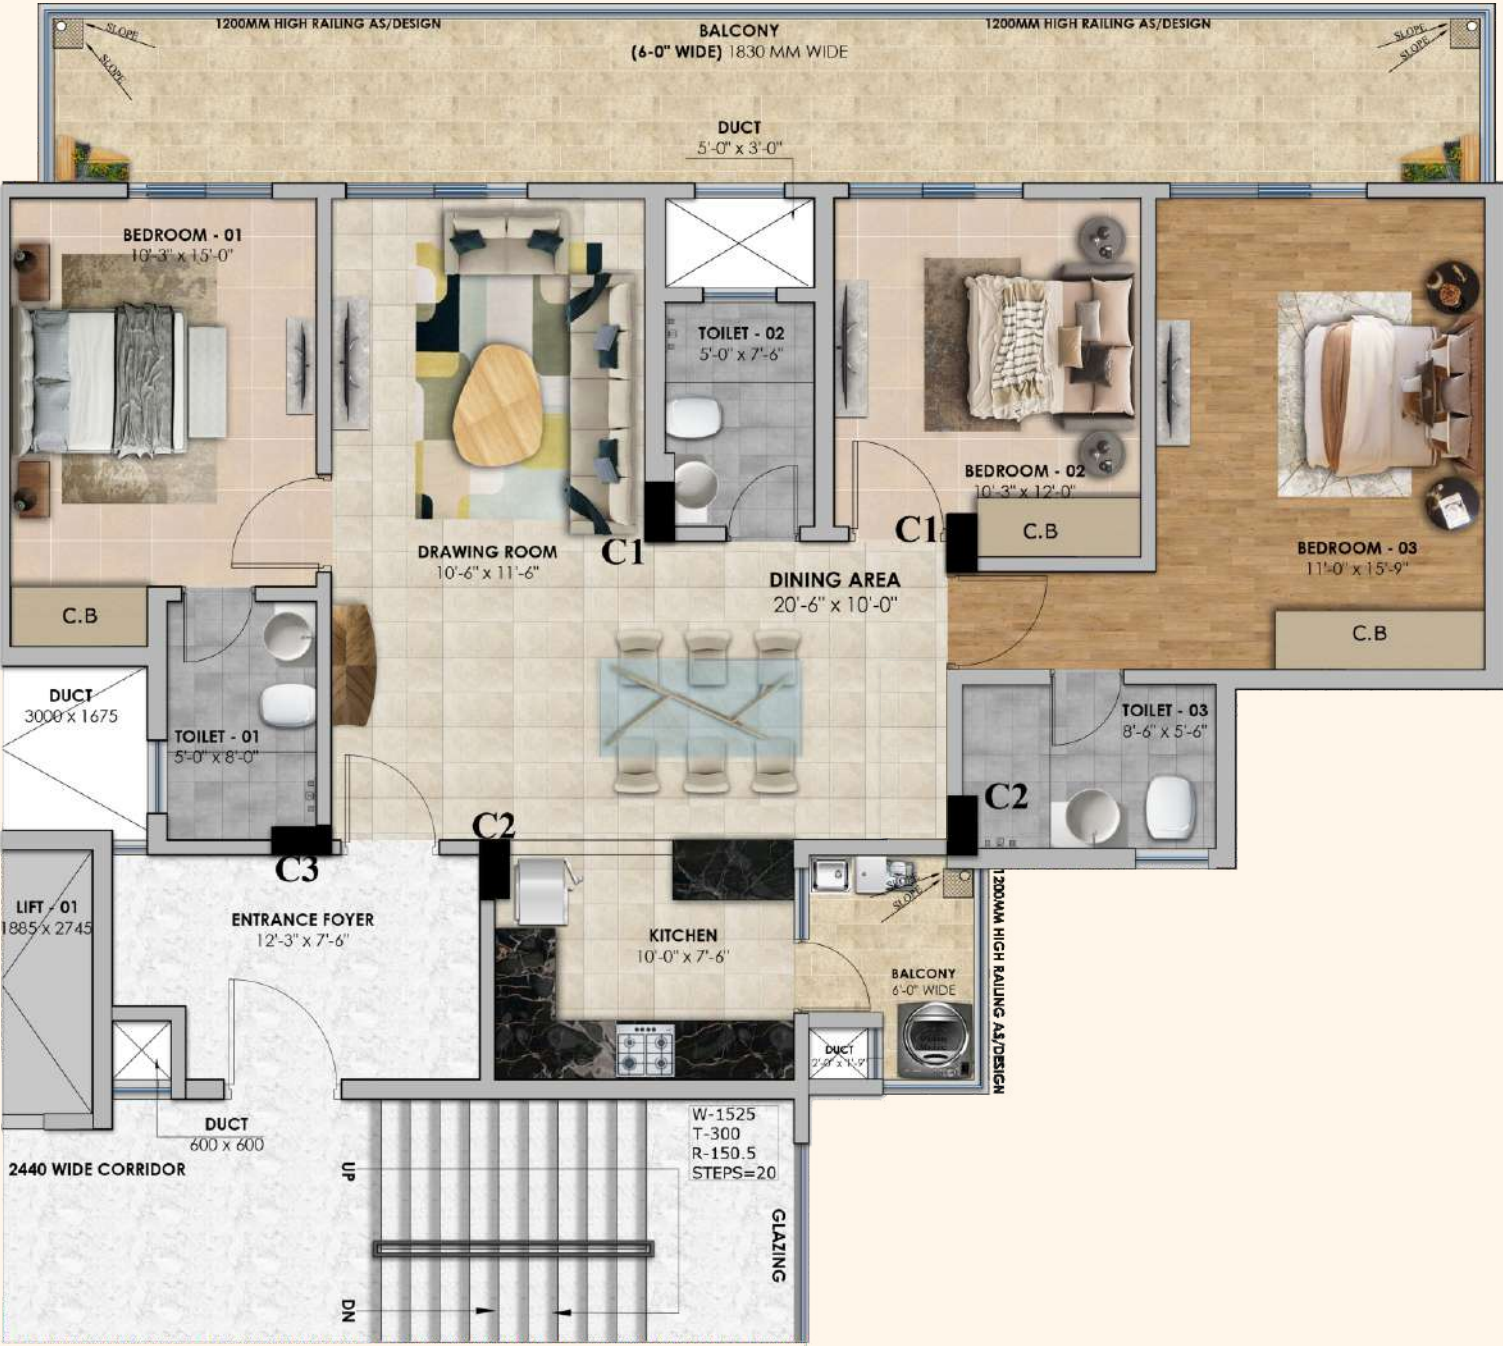 1200MM HIGH RAILING AS/DESIGN
1200MM HIGH RAILING AS/DESIGN
SLOPE
SLOPE
SLOPE
SLOPE
BALCONY
(6-0" WIDE) 1830 MM WIDE
DUCT
5'-0" x 3'-0"
BEDROOM - 01
10'-3" x 15'-0"
TOILET - 02
5'-0" x 7'-6"
BEDROOM - 02
10'-3" x 12'-0"
C1
C.B
C1
DRAWING ROOM
10'-6" x 11'-6"
BEDROOM - 03
11'-0" x 15'-9"
DINING AREA
20'-6" x 10'-0"
C.B
C.B
DUCT
3000 x 1675
TOILET - 01
5'-0" x 8'-0"
TOILET - 03
8'-6" x 5'-6"
C2
C2
C3
SLOPE
SLOPE
LIFT - 01
1885 x 2745
ENTRANCE FOYER
12'-3" x 7'-6"
KITCHEN
10'-0" x 7'-6"
BALCONY
6'-0" WIDE
1200MM HIGH RAILING AS/DESIGN
DUCT
2'-0" x 1'-9"
DUCT
600 x 600
W-1525
T-300
R-150.5
STEPS=20
2440 WIDE CORRIDOR
UP
GLAZING
DN